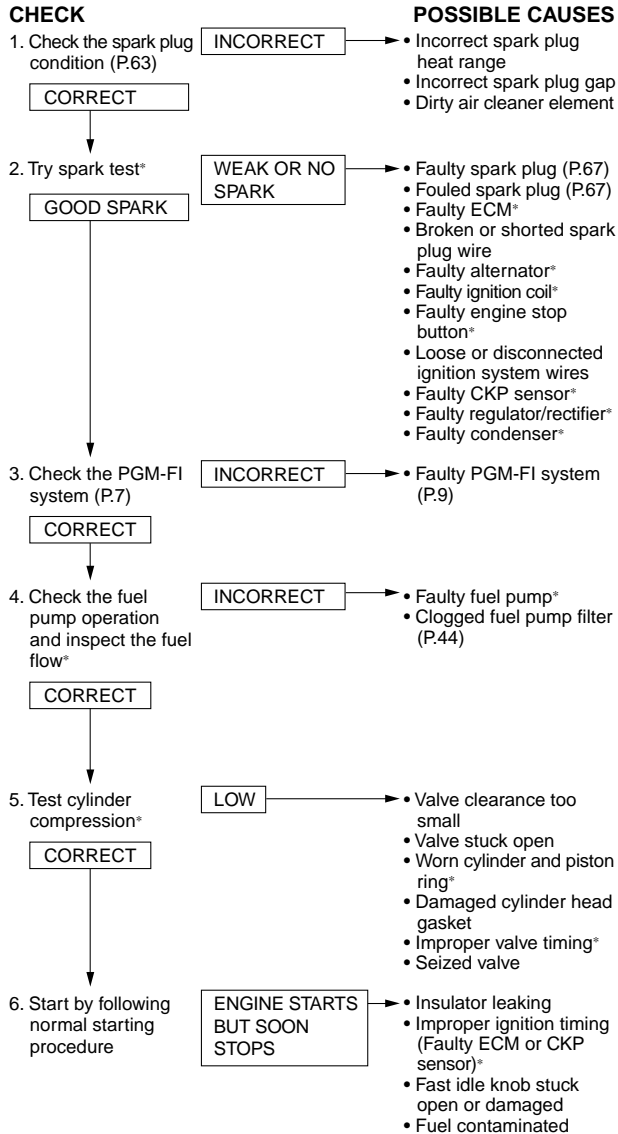 CHECK
POSSIBLE CAUSES
1. Check the spark plug
condition (P.63)
INCORRECT
• Incorrect spark plug
heat range
• Incorrect spark plug gap
• Dirty air cleaner element
CORRECT
2. Try spark test*
WEAK OR NO
SPARK
• Faulty spark plug (P.67)
• Fouled spark plug (P.67)
• Faulty ECM*
• Broken or shorted spark
plug wire
• Faulty alternator*
• Faulty ignition coil*
• Faulty engine stop
button*
• Loose or disconnected
ignition system wires
• Faulty CKP sensor*
• Faulty regulator/rectifier*
• Faulty condenser*
GOOD SPARK
3. Check the PGM-FI
system (P.7)
INCORRECT
• Faulty PGM-FI system
(P.9)
CORRECT
4. Check the fuel
pump operation
and inspect the fuel
flow*
INCORRECT
• Faulty fuel pump*
• Clogged fuel pump filter
(P.44)
CORRECT
5. Test cylinder
compression*
LOW
• Valve clearance too
small
• Valve stuck open
• Worn cylinder and piston
ring*
• Damaged cylinder head
gasket
• Improper valve timing*
• Seized valve
CORRECT
6. Start by following
normal starting
procedure
ENGINE STARTS
BUT SOON
STOPS
• Insulator leaking
• Improper ignition timing
(Faulty ECM or CKP
sensor)*
• Fast idle knob stuck
open or damaged
• Fuel contaminated